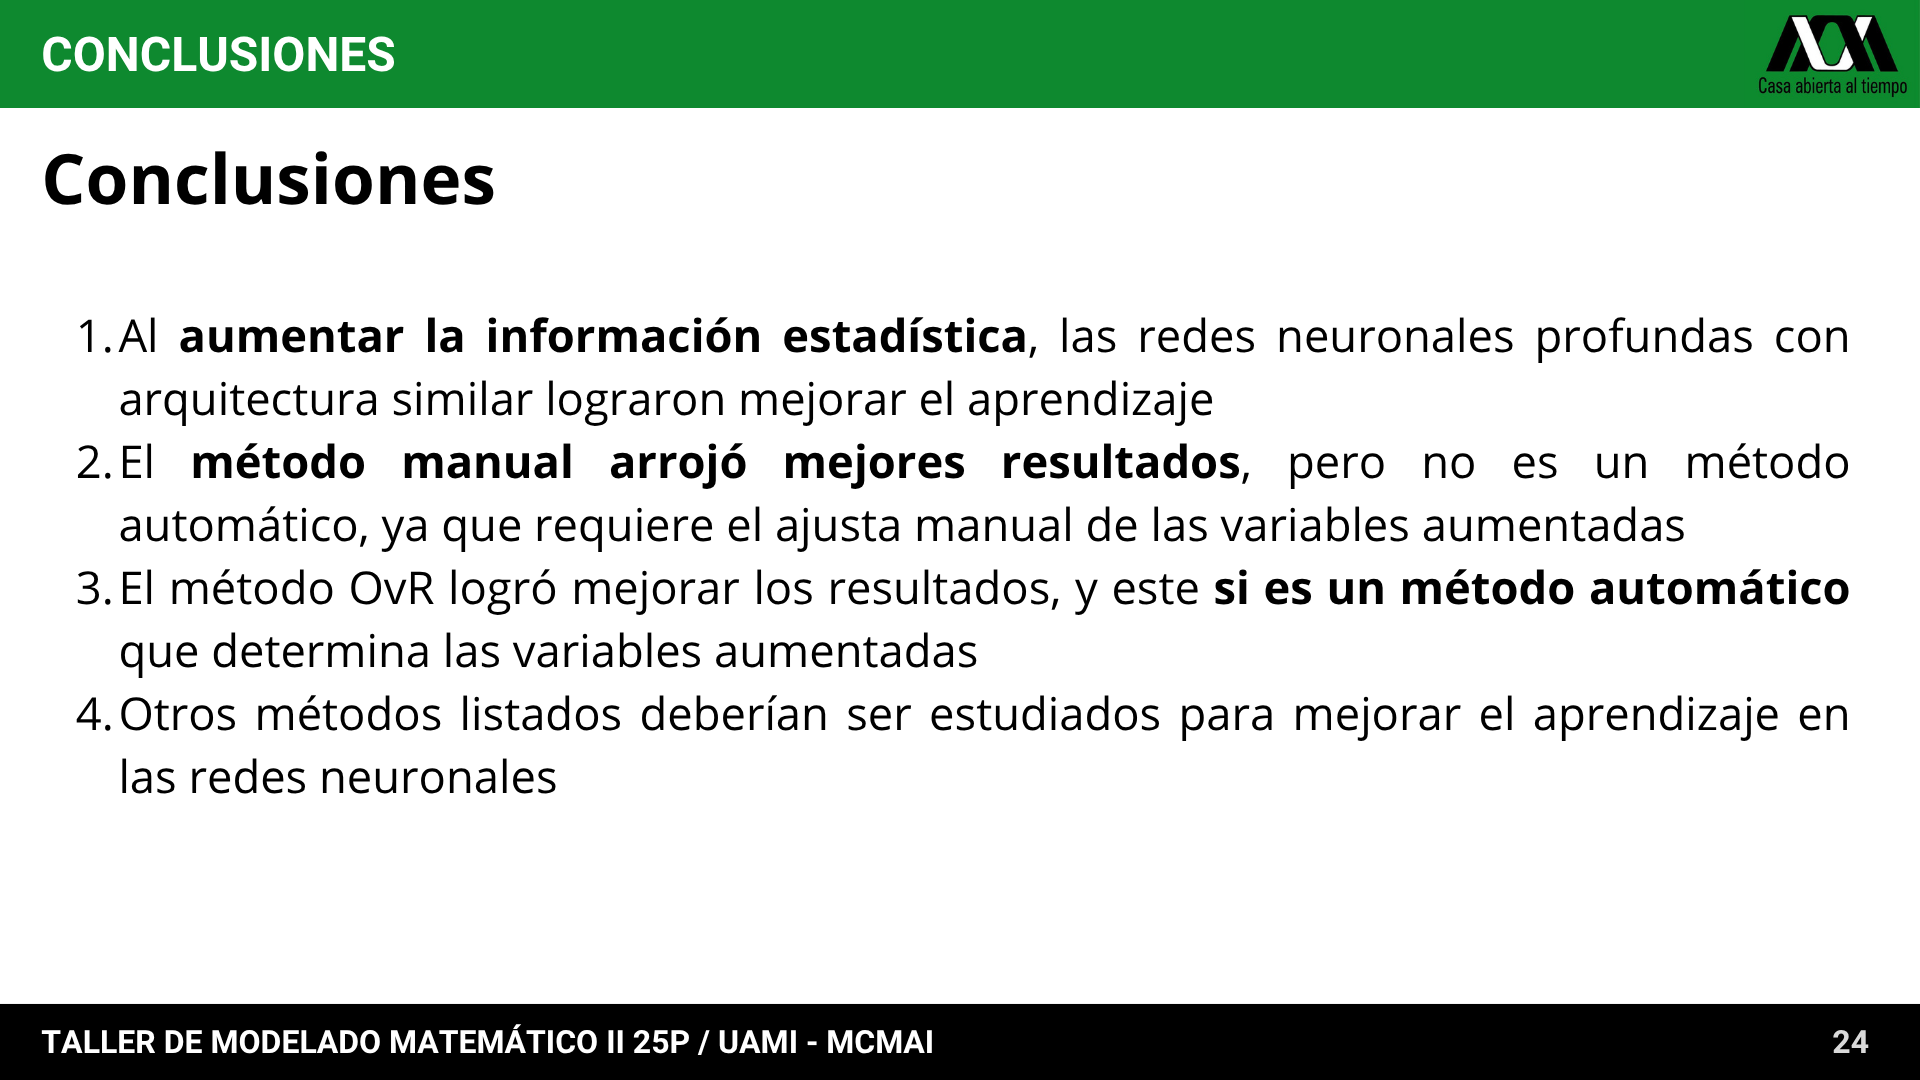 CONCLUSIONES
Casa abierta al tiempo
Conclusiones
1. Al aumentar la información estadística, las redes neuronales profundas con
arquitectura similar lograron mejorar el aprendizaje
2. El método manual arrojó mejores resultados, pero no es un método
automático, ya que requiere el ajusta manual de las variables aumentadas
3. El método OvR logró mejorar los resultados, y este si es un método automático
que determina las variables aumentadas
4. Otros métodos listados deberían ser estudiados para mejorar el aprendizaje en
las redes neuronales
TALLER DE MODELADO MATEMÁTICO II 25P / UAMI - MCMAI
24